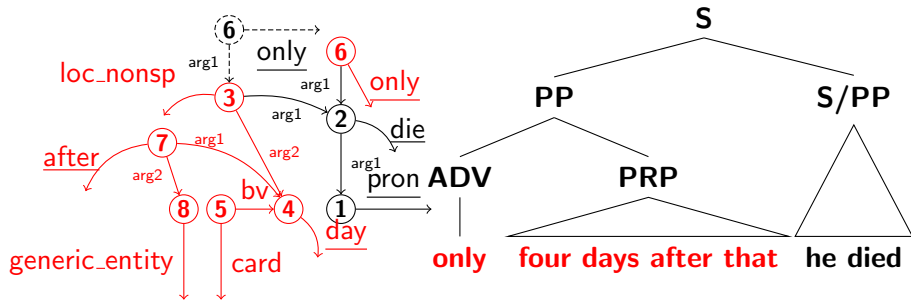 S
6
only
6
arg1
loc_nonsp
arg1
only
3
PP
S/PP
arg1
2
7
arg1
arg2
die
after
arg2
bv
arg1
pron
ADV
PRP
8
5
4
1
day
generic_entity
card
only
four days after that
he died